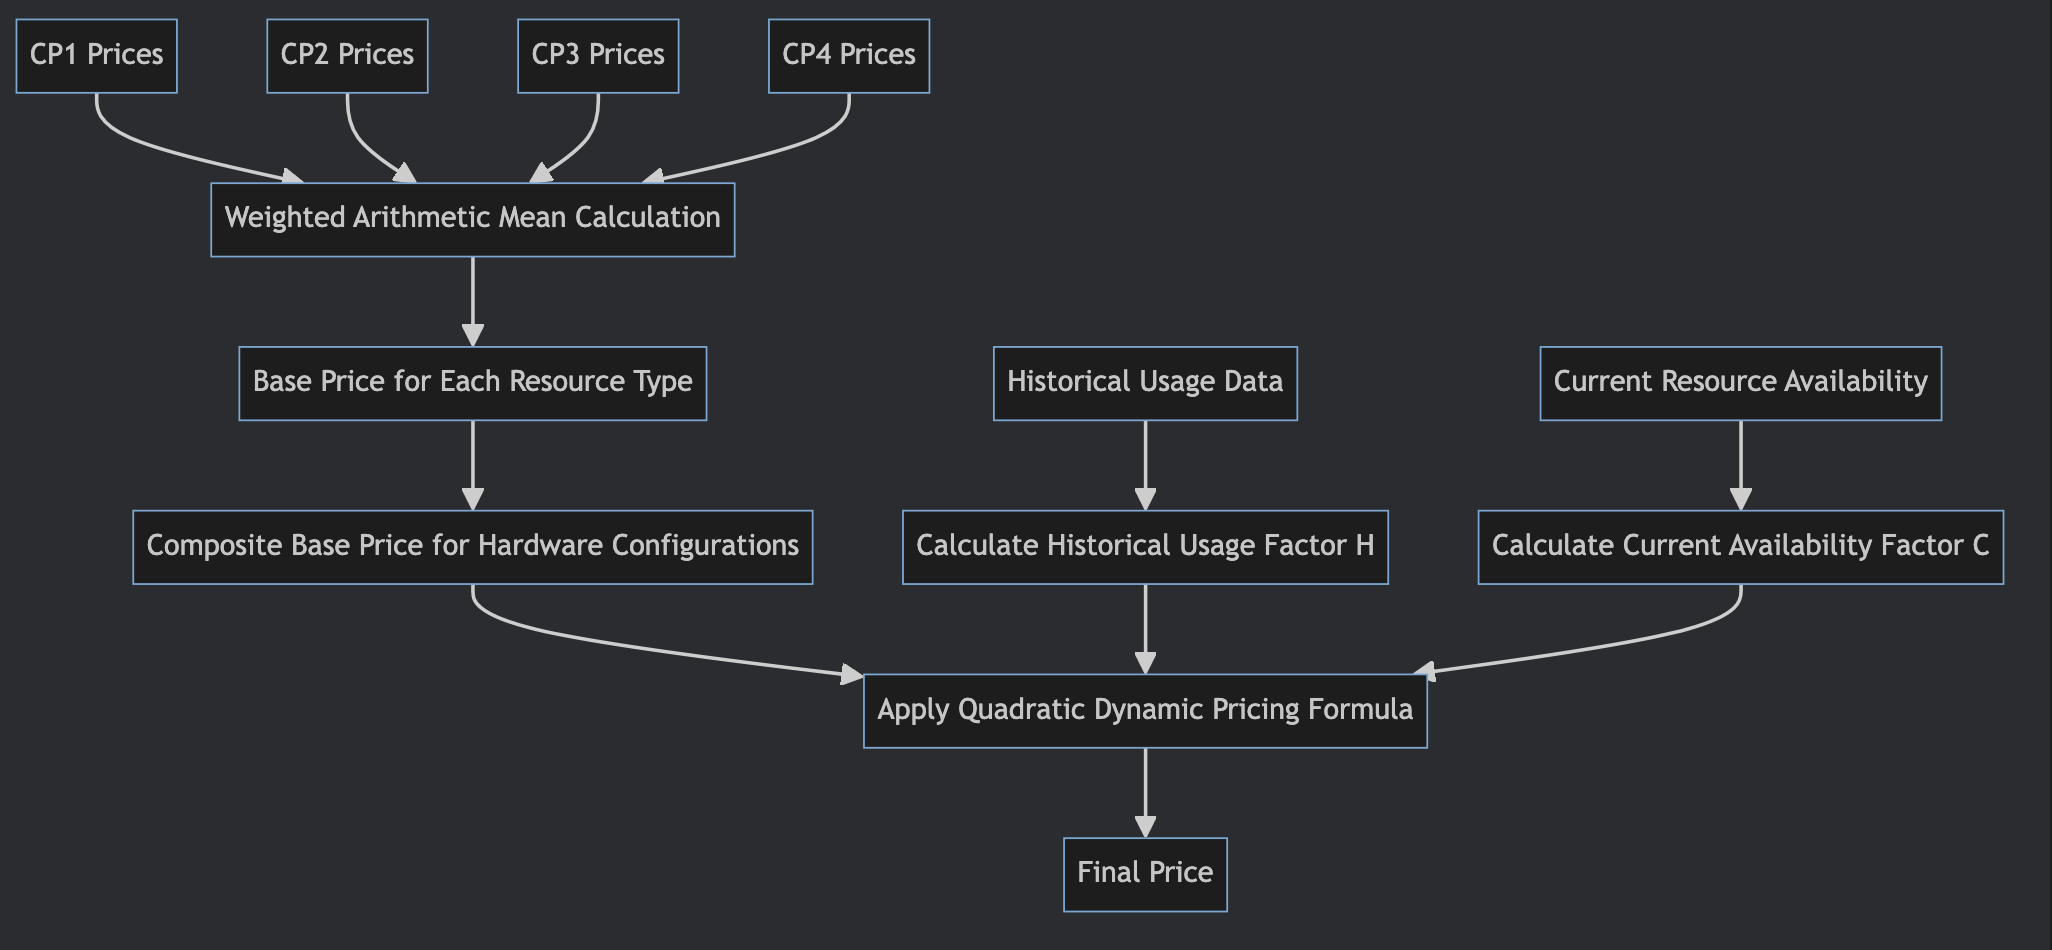 CP1 Prices
CP2 Prices
CP3 Prices
CP4 Prices
Weighted Arithmetic Mean Calculation
Base Price for Each Resource Type
Historical Usage Data
Current Resource Availability
Composite Base Price for Hardware Configurations
Calculate Historical Usage Factor H
Calculate Current Availability Factor C
Apply Quadratic Dynamic Pricing Formula
Final Price